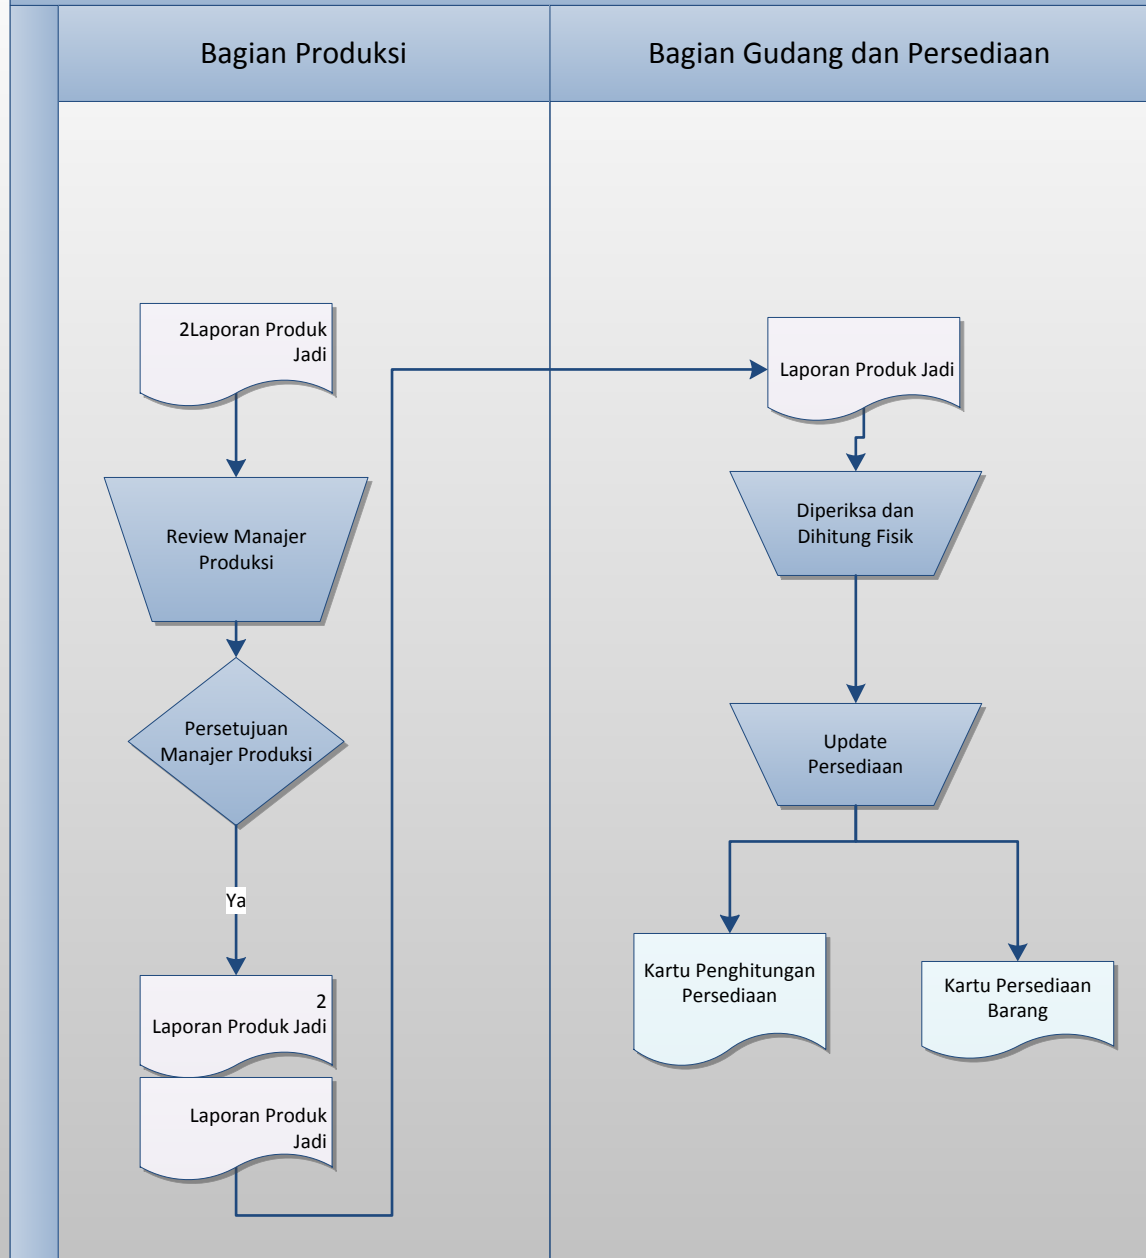 Bagian Produksi
Bagian Gudang dan Persediaan
2Laporan Produk
Jadi
Review Manajer
Produksi
Persetujuan
Manajer Produksi
Ya
2
Laporan Produk Jadi
Laporan Produk
Jadi
Laporan Produk Jadi
Diperiksa dan
Dihitung Fisik
Update
Persediaan
Kartu Penghitungan
Persediaan
Kartu Persediaan
Barang